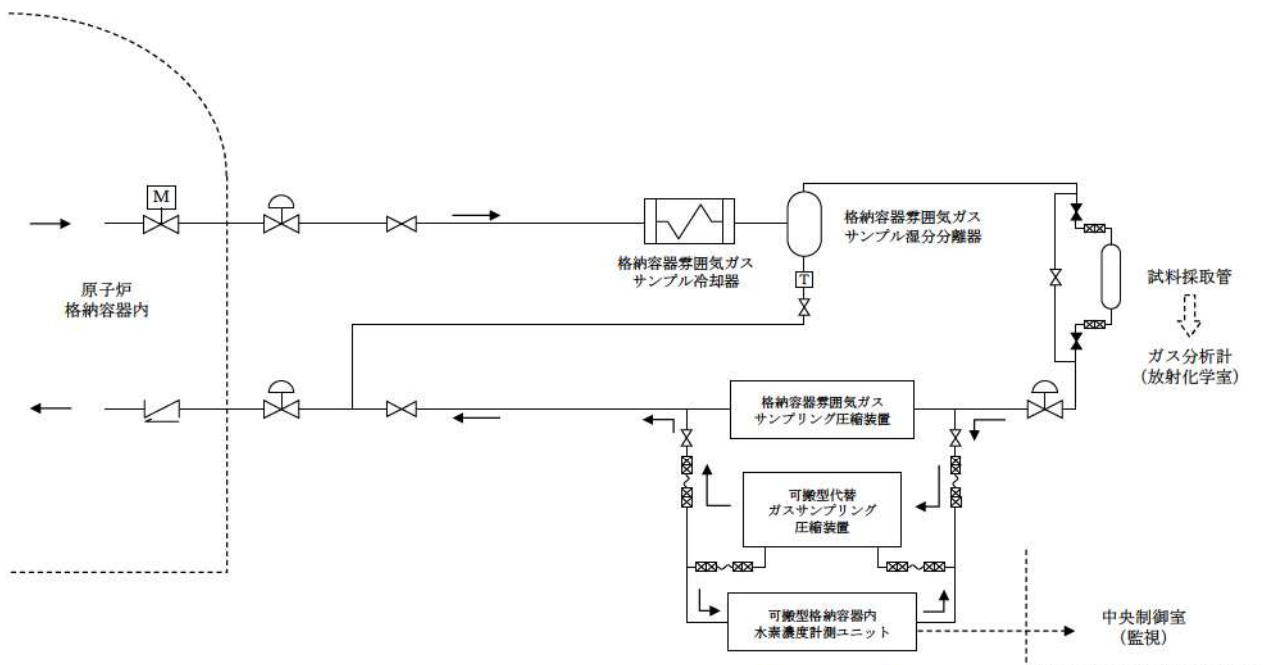 M
格納容器雰囲気ガス
サンプル湿分分離器
格納容器雰囲気ガス
サンプル冷却器
T
原子炉
格納容器内
試料採取管
ガス分析計
（放射化学室）
格納容器雰囲気ガス
サンプリング圧縮装置
可搬型代替
ガスサンプリング
圧縮装置
可搬型格納容器内
水素濃度計測ユニット
中央制御室
（監視）